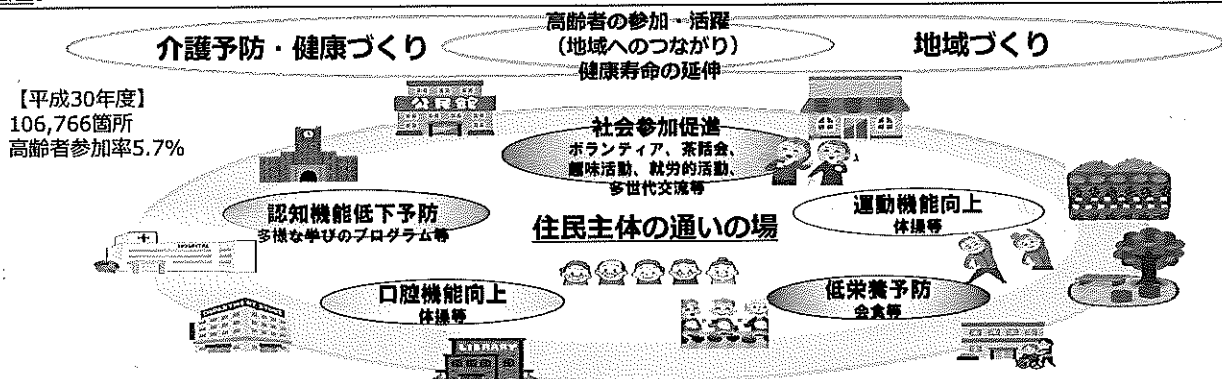 高齢者の参加・活躍
(地域へのつながり)
健康寿命の延伸
介護予防・健康づくり
地域づくり
【平成30年度】
106,766箇所
高齢者参加率5.7%
公民館
社会参加促進
ボランティア、茶話会、
趣味活動、就労的活動、
多世代交流等
認知機能低下予防
多様な学びのプログラム等
住民主体の通いの場
運動機能向上
体操等
HOSPITAL
口腔機能向上
体操等
低栄養予防
会食等
LIBRARY